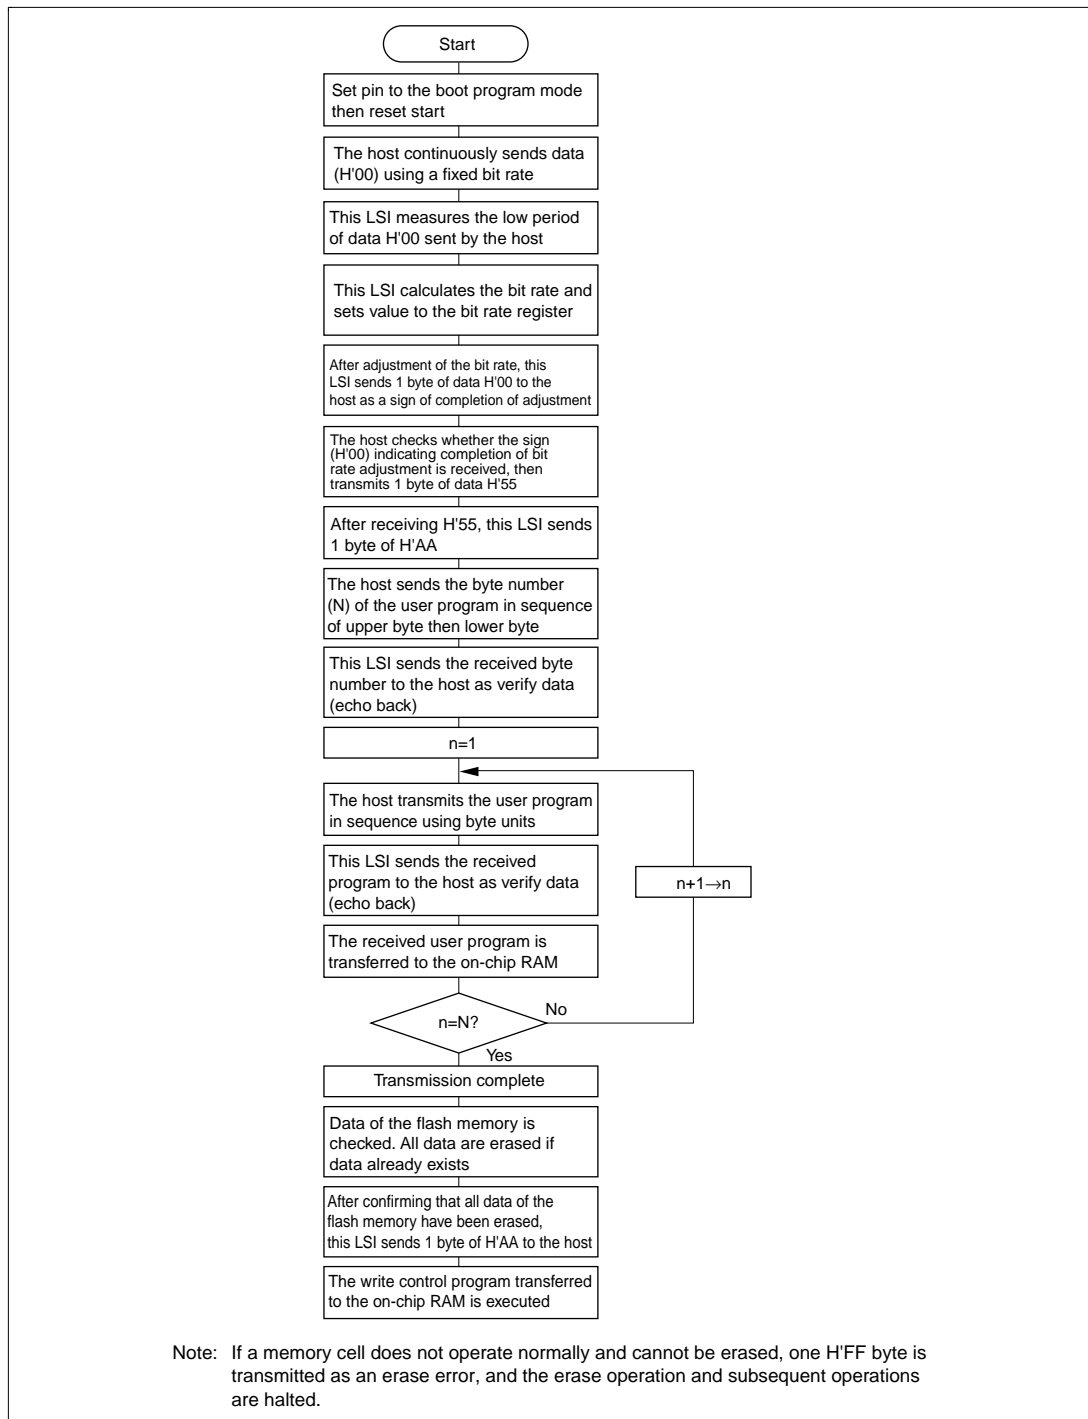 Start
Set pin to the boot program mode
then reset start
The host continuously sends data
(H'00) using a fixed bit rate
This LSI measures the low period
of data H'00 sent by the host
This LSI calculates the bit rate and
sets value to the bit rate register
After adjustment of the bit rate, this
LSI sends 1 byte of data H'00 to the
host as a sign of completion of adjustment
The host checks whether the sign
(H'00) indicating completion of bit
rate adjustment is received, then
transmits 1 byte of data H'55
After receiving H'55, this LSI sends
1 byte of H'AA
The host sends the byte number
(N) of the user program in sequence
of upper byte then lower byte
This LSI sends the received byte
number to the host as verify data
(echo back)
n=1
The host transmits the user program
in sequence using byte units
This LSI sends the received
program to the host as verify data
(echo back)
n+1→n
The received user program is
transferred to the on-chip RAM
n=N?
No
Yes
Transmission complete
Data of the flash memory is
checked. All data are erased if
data already exists
After confirming that all data of the
flash memory have been erased,
this LSI sends 1 byte of H'AA to the host
The write control program transferred
to the on-chip RAM is executed
Note: If a memory cell does not operate normally and cannot be erased, one H'FF byte is
transmitted as an erase error, and the erase operation and subsequent operations
are halted.